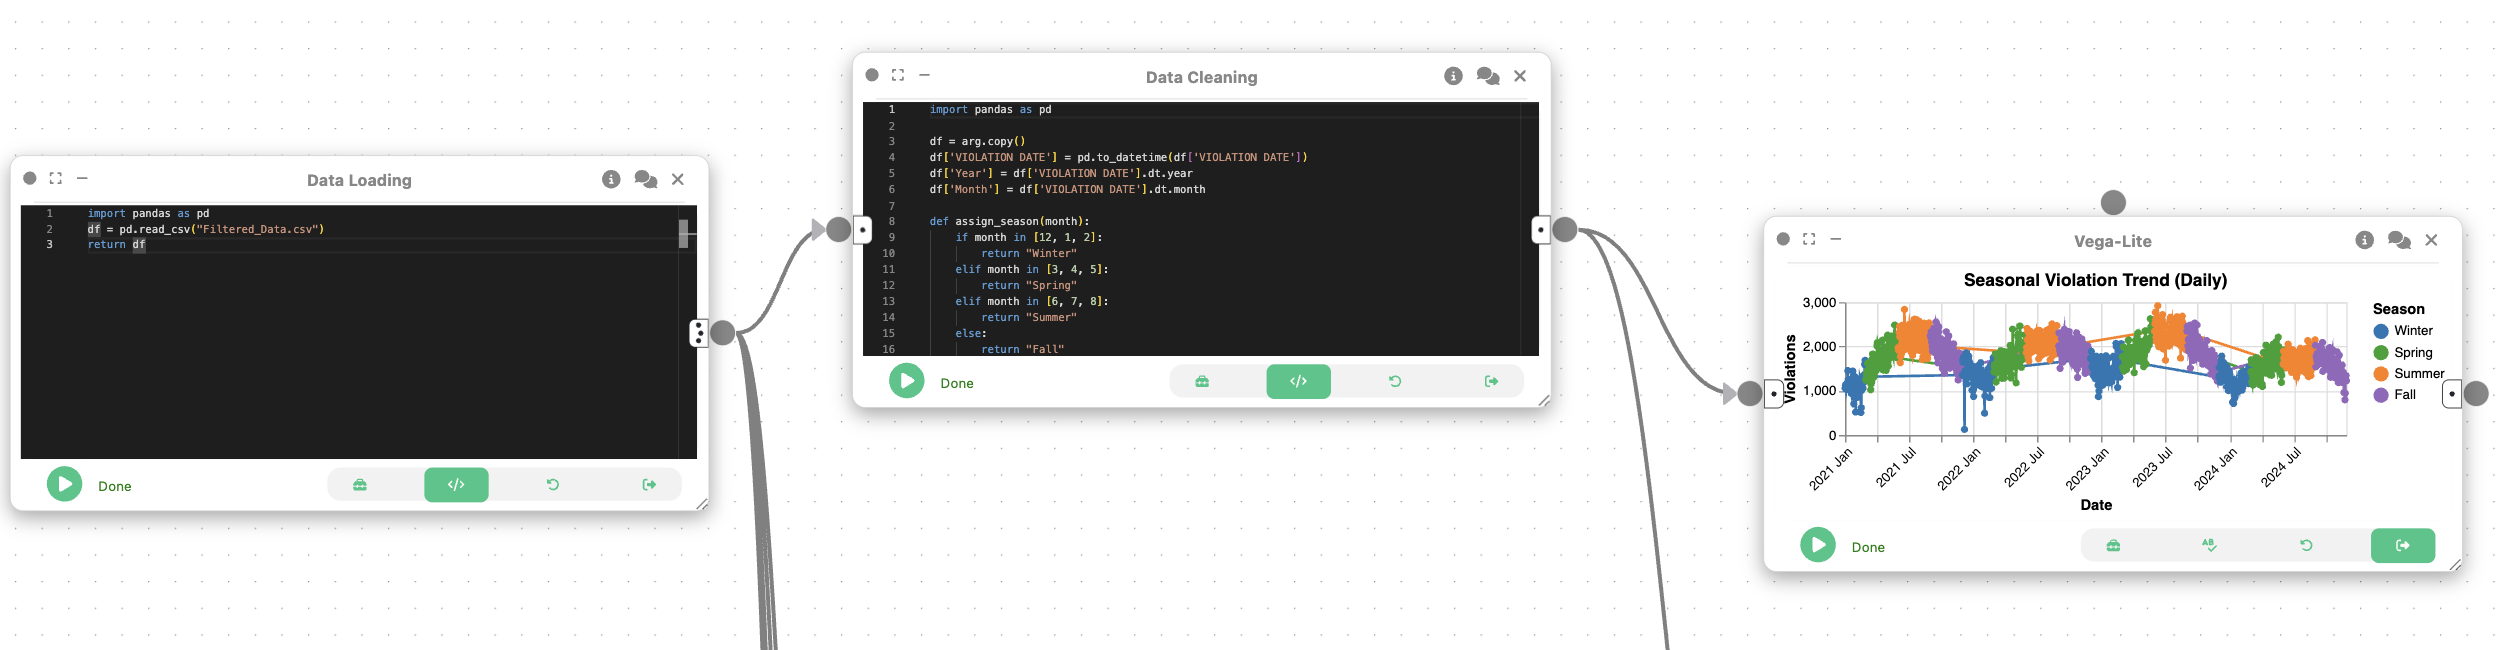 Data Loading
1 import pandas as pd
2 df = pd.read_csv("Filtered_Data.csv")
3 return df
Done
Data Cleaning
1 import pandas as pd
2
3 df = arg.copy()
4 df['VIOLATION DATE'] = pd.to_datetime(df['VIOLATION DATE'])
5 df['Year'] = df['VIOLATION DATE'].dt.year
6 df['Month'] = df['VIOLATION DATE'].dt.month
7
8 def assign_season(month):
9 if month in [12, 1, 2]:
10 return "Winter"
11 elif month in [3, 4, 5]:
12 return "Spring"
13 elif month in [6, 7, 8]:
14 return "Summer"
15 else:
16 return "Fall"
Done
Vega-Lite
Seasonal Violation Trend (Daily)
Violations
3,000
2,000
1,000
0
2021 Jan
2021 Jul
2022 Jan
2022 Jul
2023 Jan
2023 Jul
2024 Jan
2024 Jul
Date
Season
Winter
Spring
Summer
Fall
Done